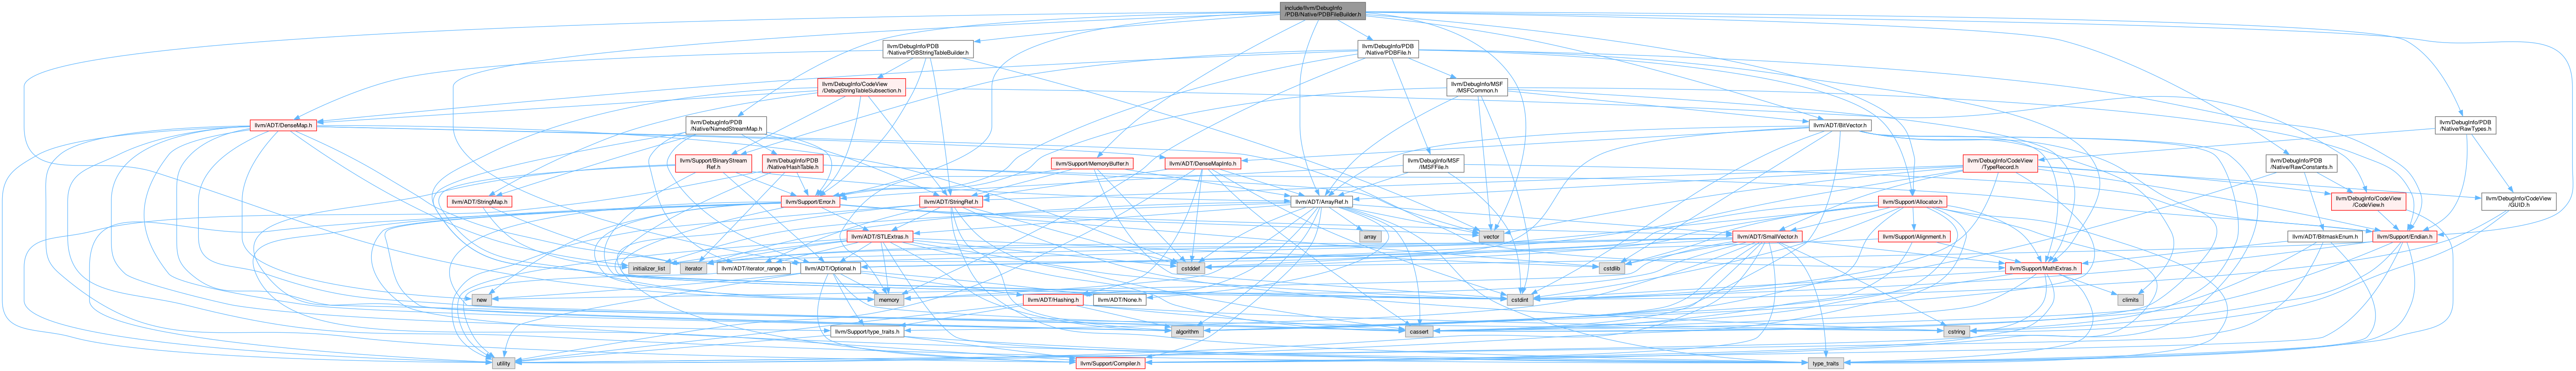 include/llvm/DebugInfo
/PDB/Native/PDBFileBuilder.h
llvm/DebugInfo/PDB
/Native/PDBStringTableBuilder.h
llvm/DebugInfo/PDB
/Native/PDBFile.h
llvm/DebugInfo/CodeView
/DebugStringTableSubsection.h
llvm/DebugInfo/MSF
/MSFCommon.h
llvm/ADT/DenseMap.h
llvm/DebugInfo/PDB
/Native/NamedStreamMap.h
llvm/ADT/BitVector.h
llvm/DebugInfo/PDB
/Native/RawTypes.h
llvm/Support/BinaryStream
Ref.h
llvm/DebugInfo/PDB
/Native/HashTable.h
llvm/Support/MemoryBuffer.h
llvm/ADT/DenseMapInfo.h
llvm/DebugInfo/MSF
/IMSFFile.h
llvm/DebugInfo/CodeView
/TypeRecord.h
llvm/DebugInfo/PDB
/Native/RawConstants.h
llvm/ADT/StringMap.h
llvm/Support/Error.h
llvm/ADT/StringRef.h
llvm/ADT/ArrayRef.h
llvm/Support/Allocator.h
llvm/DebugInfo/CodeView
/CodeView.h
llvm/DebugInfo/CodeView
/GUID.h
llvm/ADT/STLExtras.h
array
vector
llvm/ADT/SmallVector.h
llvm/Support/Alignment.h
llvm/ADT/BitmaskEnum.h
llvm/Support/Endian.h
initializer_list
iterator
llvm/ADT/iterator_range.h
llvm/ADT/Optional.h
cstddef
cstdlib
llvm/Support/MathExtras.h
new
memory
llvm/ADT/Hashing.h
llvm/ADT/None.h
cstdint
climits
llvm/Support/type_traits.h
algorithm
cassert
cstring
utility
llvm/Support/Compiler.h
type_traits